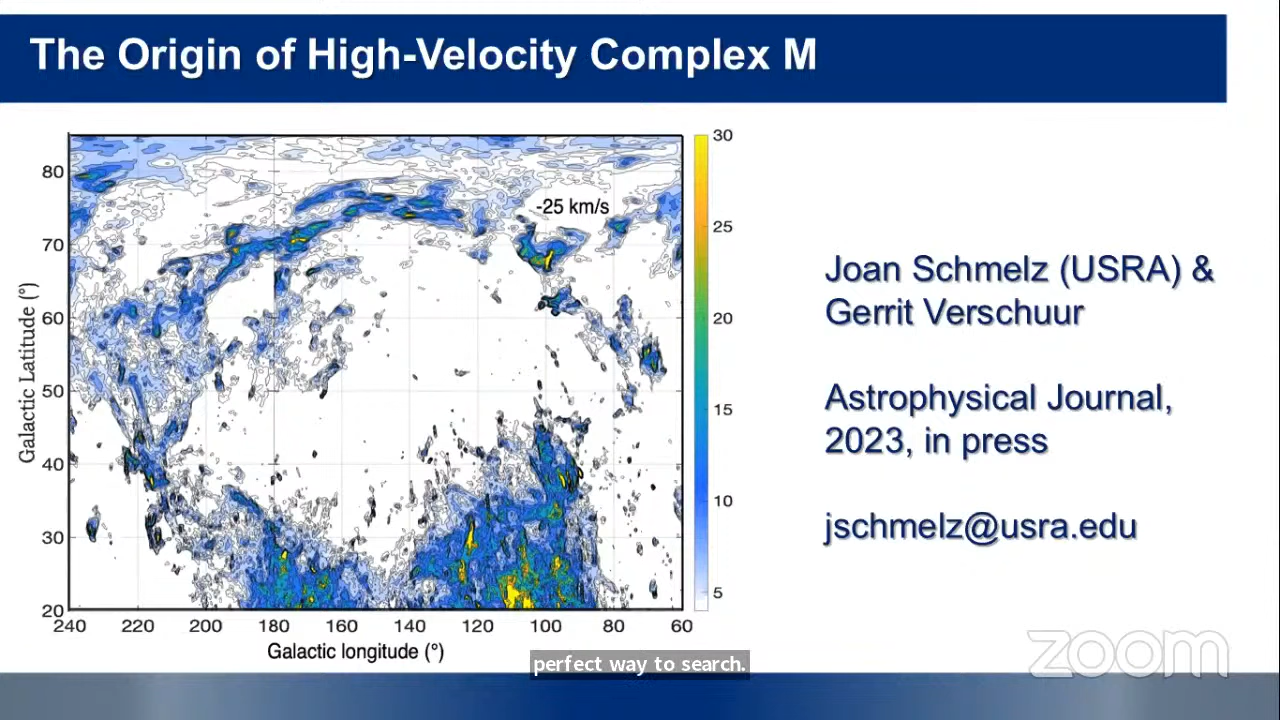 The Origin of High-Velocity Complex M
-25 km/s
80
70
60
50
40
30
20
Galactic Latitude (°)
240 220 200 180 160 140 120 100 80 60
Galactic longitude (°)
30
25
20
15
10
5
Joan Schmelz (USRA) &
Gerrit Verschuur
Astrophysical Journal,
2023, in press
jschmelz@usra.edu
perfect way to search.
zoom